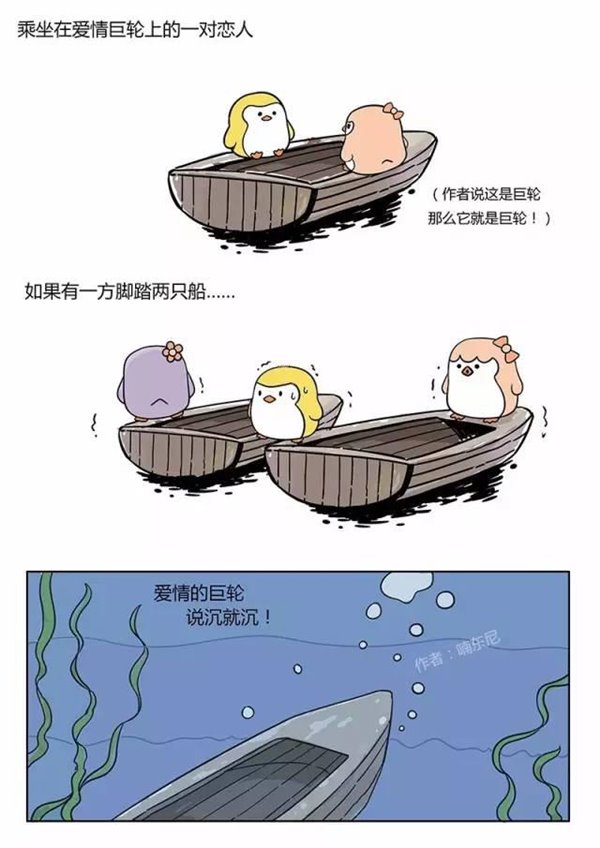 乘坐在爱情巨轮上的一对恋人
（作者说这是巨轮
那么它就是巨轮！）
如果有一方脚踏两只船......
爱情的巨轮
说沉就沉！
作者：喃东尼